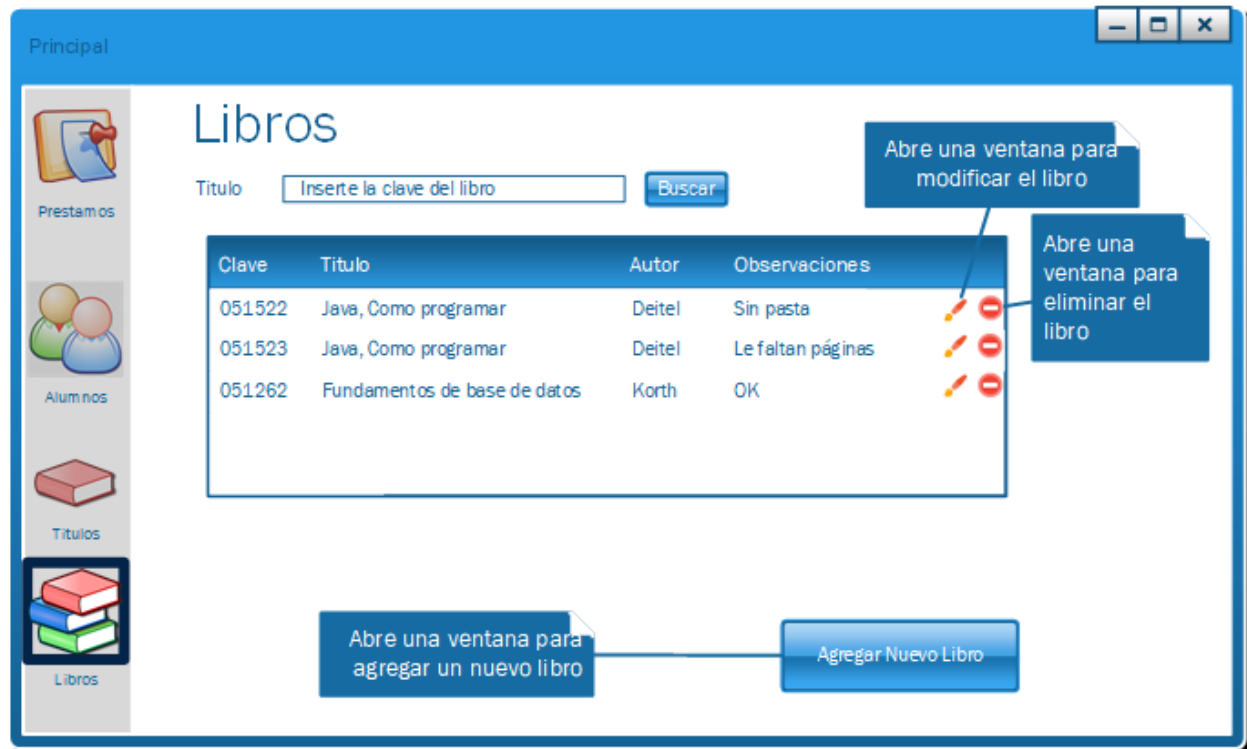 Principal
Libros
Titulo Inserte la clave del libro Buscar
Abre una ventana para
modificar el libro
Abre una
ventana para
eliminar el
libro
Clave Titulo Autor Observaciones
051522 Java, Como programar Deitel Sin pasta
051523 Java, Como programar Deitel Le faltan páginas
051262 Fundamentos de base de datos Korth OK
Prestamos
Alumnos
Titulos
Libros
Abre una ventana para
agregar un nuevo libro
Agregar Nuevo Libro